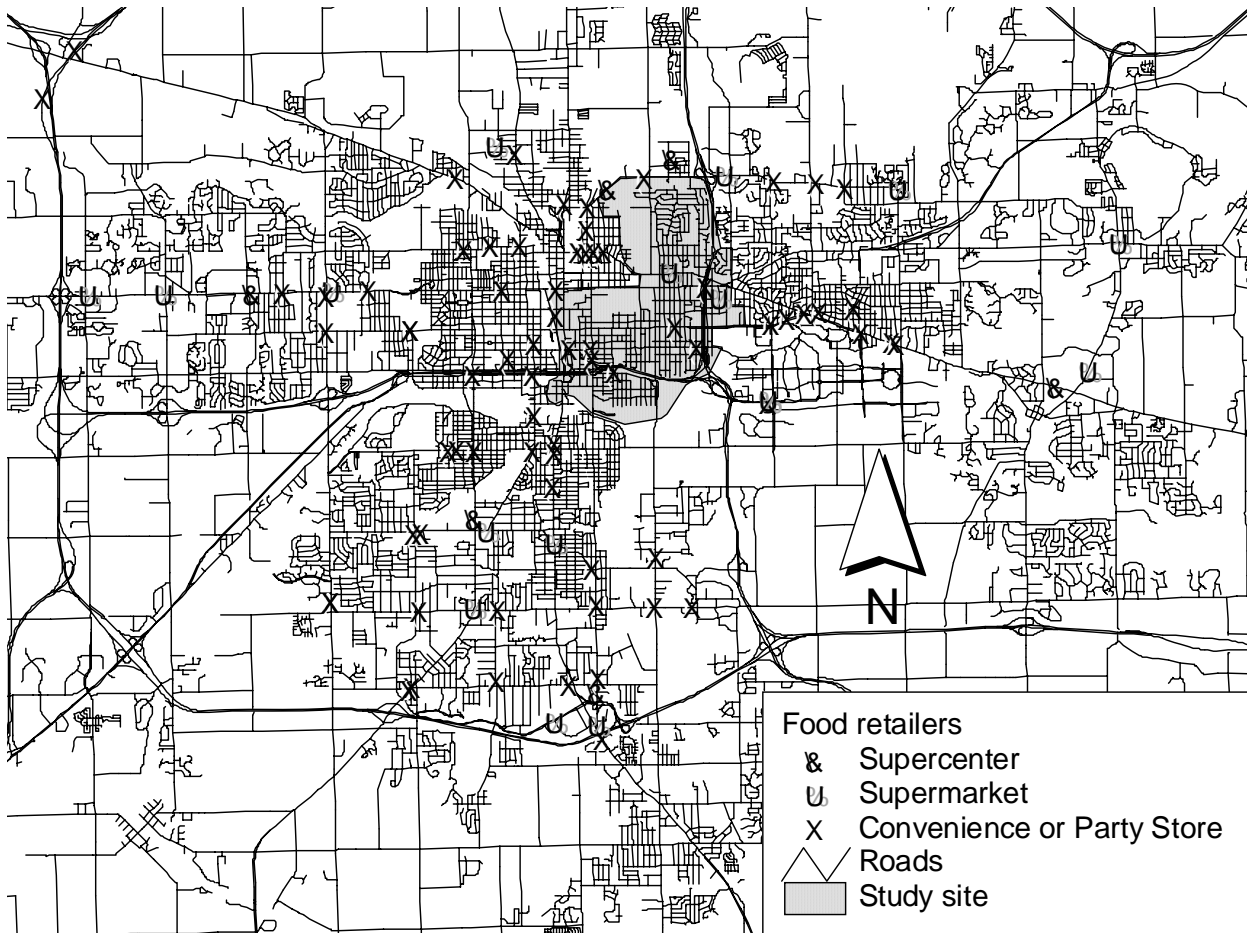 N
Food retailers
& Supercenter
U Supermarket
X Convenience or Party Store
Roads
Study site